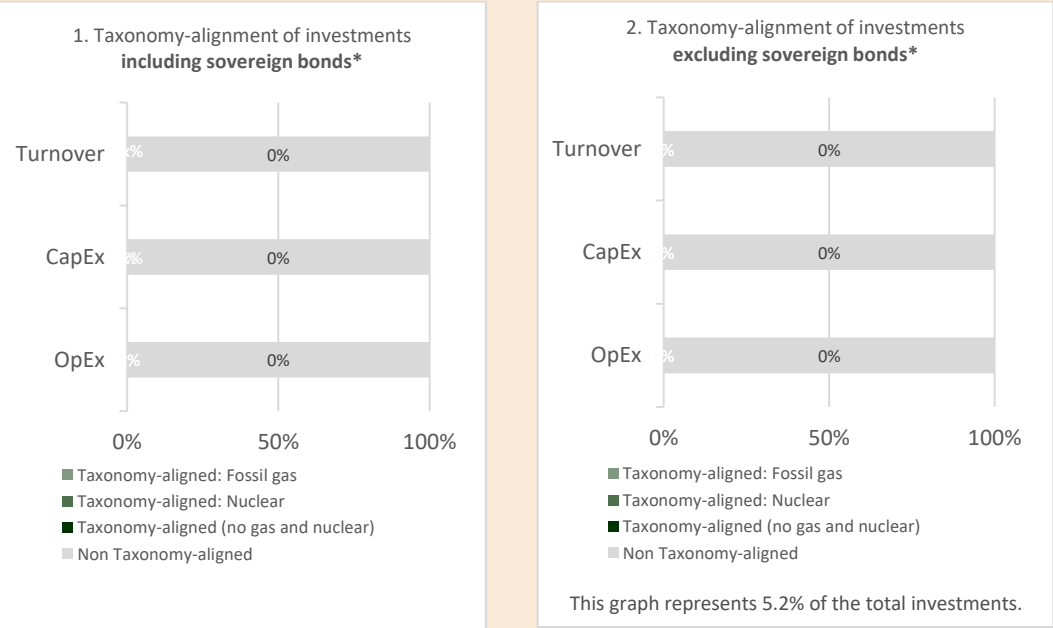 1. Taxonomy-alignment of investments
including sovereign bonds*
Turnover
0%
CapEx
0%
OpEx
0%
0% 50% 100%
Taxonomy-aligned: Fossil gas
Taxonomy-aligned: Nuclear
Taxonomy-aligned (no gas and nuclear)
Non Taxonomy-aligned
2. Taxonomy-alignment of investments
excluding sovereign bonds*
Turnover
0%
CapEx
0%
OpEx
0%
0% 50% 100%
Taxonomy-aligned: Fossil gas
Taxonomy-aligned: Nuclear
Taxonomy-aligned (no gas and nuclear)
Non Taxonomy-aligned
This graph represents 5.2% of the total investments.